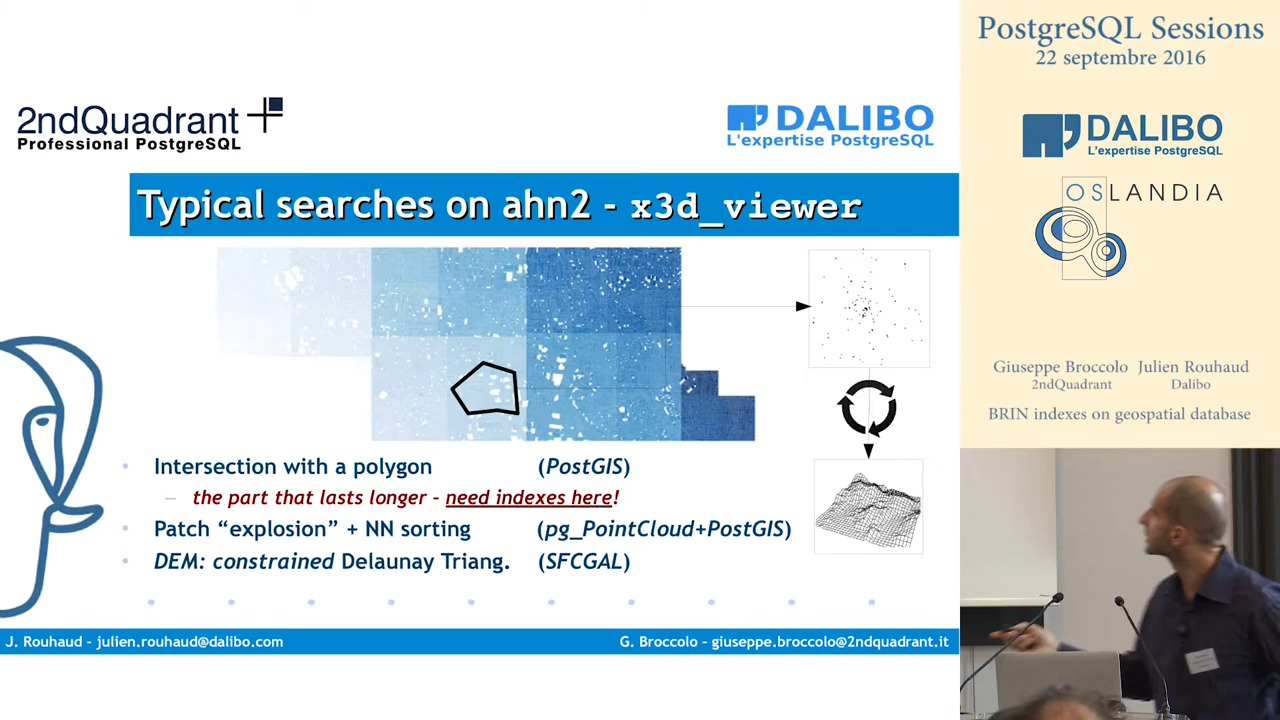 2ndQuadrant
Professional PostgreSQL
DALIBO
L'expertise PostgreSQL
Typical searches on ahn2 - x3d_viewer
Intersection with a polygon (PostGIS)
– the part that lasts longer – need indexes here!
Patch “explosion” + NN sorting (pg_PointCloud+PostGIS)
DEM: constrained Delaunay Triang. (SFCGAL)
J. Rouhaud – julien.rouhaud@dalibo.com
G. Broccolo – giuseppe.broccolo@2ndquadrant.it
PostgreSQL Sessions
22 septembre 2016
DALIBO
L'expertise PostgreSQL
OSLANDIA
Giuseppe Broccolo Julien Rouhaud
2ndQuadrant Dalibo
BRIN indexes on geospatial database